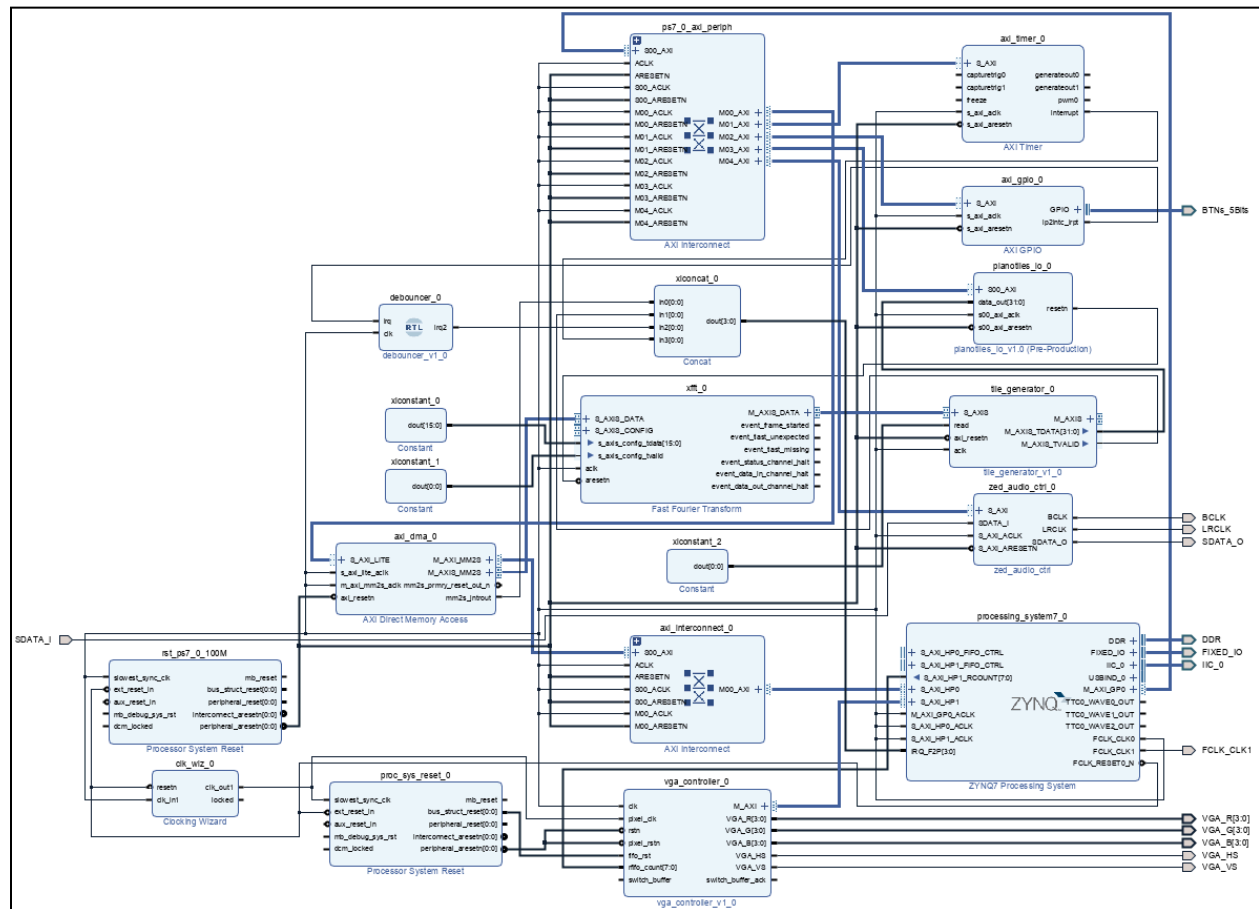 ps7_0_axi_periph
S00_AXI
ACLK
ARESETN
S00_ACLK
S00_ARESETN
M00_ACLK
M00_ARESETN
M01_ACLK
M01_ARESETN
M02_ACLK
M02_ARESETN
M03_ACLK
M03_ARESETN
M04_ACLK
M04_ARESETN
M00_AXI
M01_AXI
M02_AXI
M03_AXI
M04_AXI
AXI Interconnect
axi_timer_0
S_AXI
capturetrig0
capturetrig1
freeze
s_axi_aclk
s_axi_aresetn
generateout0
generateout1
pwm0
interrupt
AXI Timer
axi_gpio_0
S_AXI
s_axi_aclk
s_axi_aresetn
GPIO
ip2intc_irpt
AXI GPIO
BTNs_5Bits
pianotiles_io_0
S00_AXI
data_out[31:0]
s00_axi_aclk
s00_axi_aresetn
resetn
pianotiles_io_v1.0 (Pre-Production)
debouncer_0
irq
clk
RTL
irq2
debouncer_v1_0
xlconcat_0
In0[0:0]
In1[0:0]
In2[0:0]
In3[0:0]
dout[3:0]
Concat
xlconstant_0
dout[15:0]
Constant
xlconstant_1
dout[0:0]
Constant
xfft_0
S_AXIS_DATA
S_AXIS_CONFIG
s_axis_config_tdata[15:0]
s_axis_config_tvalid
aclk
aresetn
M_AXIS_DATA
event_frame_started
event_tlast_unexpected
event_tlast_missing
event_status_channel_halt
event_data_in_channel_halt
event_data_out_channel_halt
Fast Fourier Transform
tile_generator_0
S_AXIS
read
axi_resetn
aclk
M_AXIS
M_AXIS_TDATA[31:0]
M_AXIS_TVALID
tile_generator_v1_0
zed_audio_ctrl_0
S_AXI
SDATA_I
S_AXI_ACLK
S_AXI_ARESETN
BCLK
LRCLK
SDATA_O
zed_audio_ctrl
BCLK
LRCLK
SDATA_O
axi_dma_0
S_AXI_LITE
s_axi_lite_aclk
m_axi_mm2s_aclk
axi_resetn
M_AXI_MM2S
M_AXIS_MM2S
mm2s_prmry_reset_out_n
mm2s_introut
AXI Direct Memory Access
xlconstant_2
dout[0:0]
Constant
SDATA_I
axi_interconnect_0
S00_AXI
ACLK
ARESETN
S00_ACLK
S00_ARESETN
M00_ACLK
M00_ARESETN
M00_AXI
AXI Interconnect
processing_system7_0
S_AXI_HP0_FIFO_CTRL
S_AXI_HP1_FIFO_CTRL
S_AXI_HP1_RCOUNT[7:0]
S_AXI_HP0
S_AXI_HP1
M_AXI_GP0_ACLK
S_AXI_HP0_ACLK
S_AXI_HP1_ACLK
IRQ_F2P[3:0]
ZYNQ
DDR
FIXED_IO
IIC_0
USBIND_0
M_AXI_GP0
TTC0_WAVE0_OUT
TTC0_WAVE1_OUT
TTC0_WAVE2_OUT
FCLK_CLK0
FCLK_CLK1
FCLK_RESET0_N
ZYNQ7 Processing System
DDR
FIXED_IO
IIC_0
FCLK_CLK1
rst_ps7_0_100M
slowest_sync_clk
ext_reset_in
aux_reset_in
mb_debug_sys_rst
dcm_locked
mb_reset
bus_struct_reset[0:0]
peripheral_reset[0:0]
interconnect_aresetn[0:0]
peripheral_aresetn[0:0]
Processor System Reset
clk_wiz_0
resetn
clk_in1
clk_out1
locked
Clocking Wizard
proc_sys_reset_0
slowest_sync_clk
ext_reset_in
aux_reset_in
mb_debug_sys_rst
dcm_locked
mb_reset
bus_struct_reset[0:0]
peripheral_reset[0:0]
interconnect_aresetn[0:0]
peripheral_aresetn[0:0]
Processor System Reset
vga_controller_0
clk
pixel_clk
rstn
pixel_rstn
fifo_rst
rfifo_count[7:0]
switch_buffer
M_AXI
VGA_R[3:0]
VGA_G[3:0]
VGA_B[3:0]
VGA_HS
VGA_VS
switch_buffer_ack
vga_controller_v1_0
VGA_R[3:0]
VGA_G[3:0]
VGA_B[3:0]
VGA_HS
VGA_VS